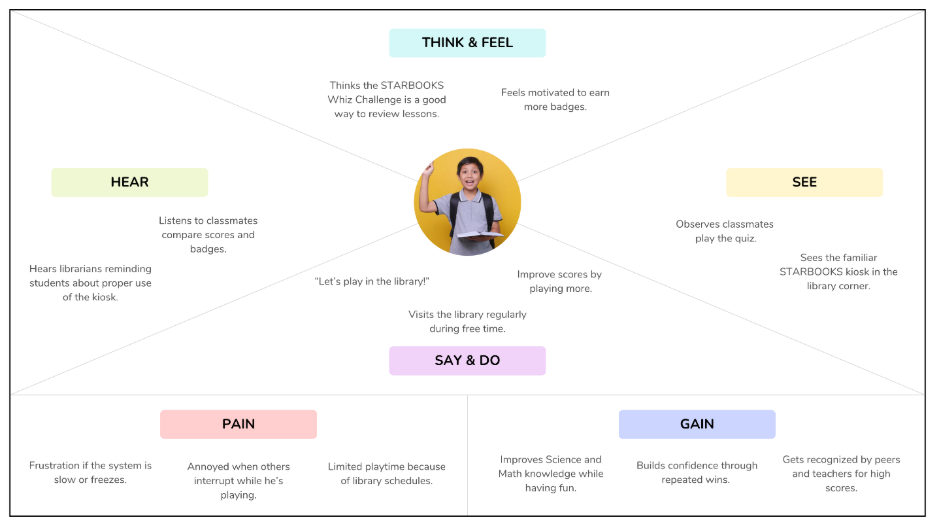 THINK & FEEL
Thinks the STARBOOKS
Whiz Challenge is a good
way to review lessons.
Feels motivated to earn
more badges.
HEAR
Listens to classmates
compare scores and
badges.
Hears librarians reminding
students about proper use
of the kiosk.
SEE
Observes classmates
play the quiz.
Sees the familiar
STARBOOKS kiosk in the
library corner.
"Let's play in the library!"
Improve scores by
playing more.
Visits the library regularly
during free time.
SAY & DO
PAIN
Frustration if the system is
slow or freezes.
Annoyed when others
interrupt while he's
playing.
Limited playtime because
of library schedules.
GAIN
Improves Science and
Math knowledge while
having fun.
Builds confidence through
repeated wins.
Gets recognized by peers
and teachers for high
scores.